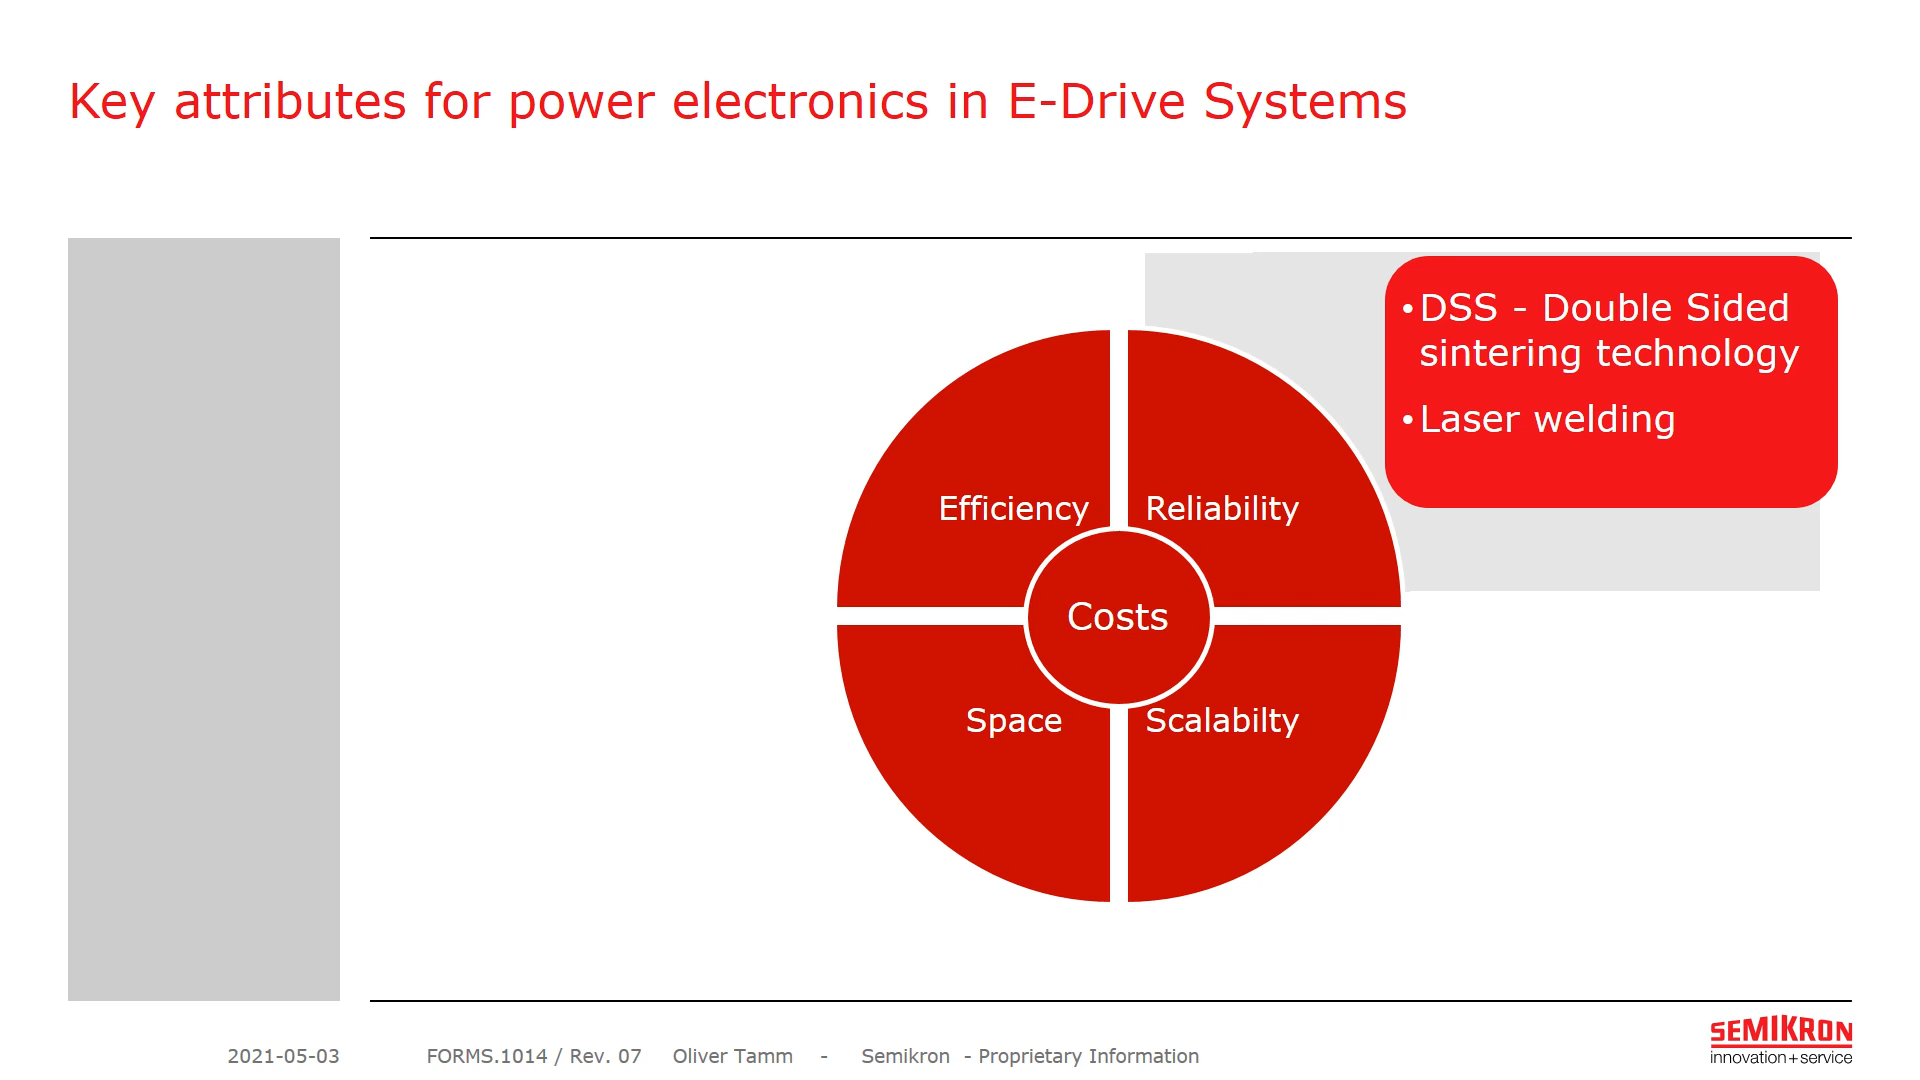 Key attributes for power electronics in E-Drive Systems
•DSS - Double Sided
sintering technology
•Laser welding
Efficiency
Reliability
Costs
Space
Scalabilty
2021-05-03
FORMS.1014 / Rev. 07 Oliver Tamm - Semikron - Proprietary Information
SEMIKRON
innovation+service